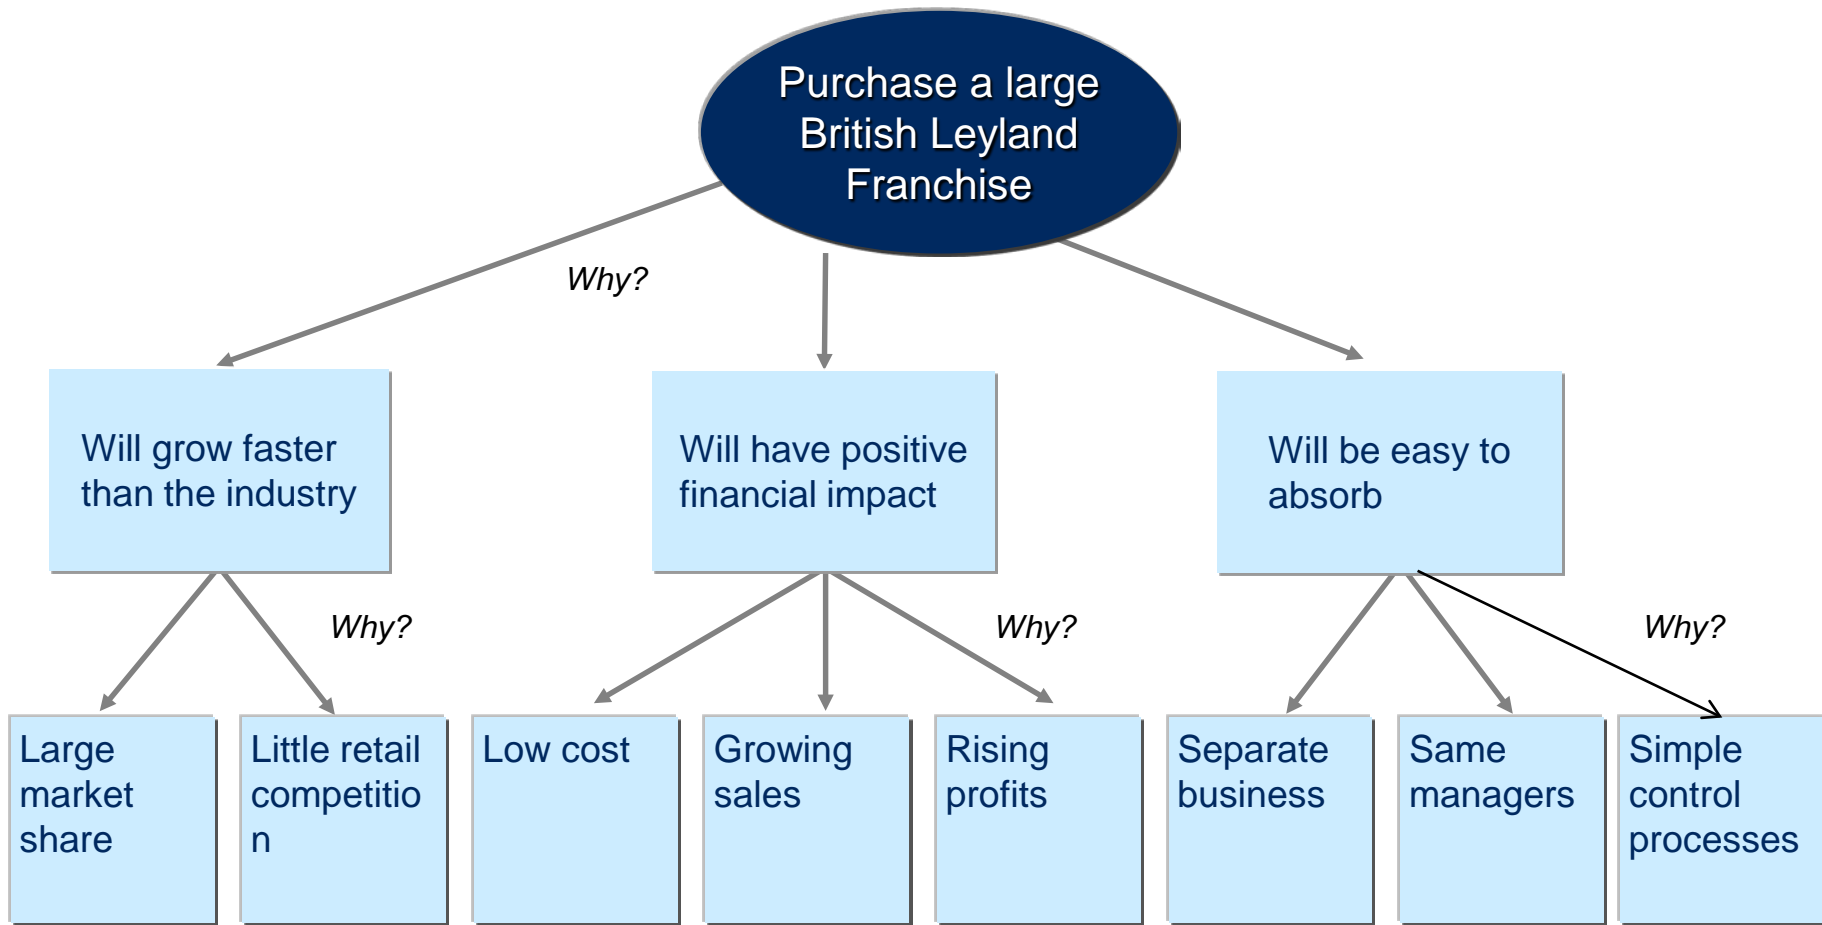 Purchase a large
British Leyland
Franchise
Why?
Will grow faster
than the industry
Will have positive
financial impact
Will be easy to
absorb
Why?
Why?
Why?
Large
market
share
Little retail
competitio
n
Low cost
Growing
sales
Rising
profits
Separate
business
Same
managers
Simple
control
processes